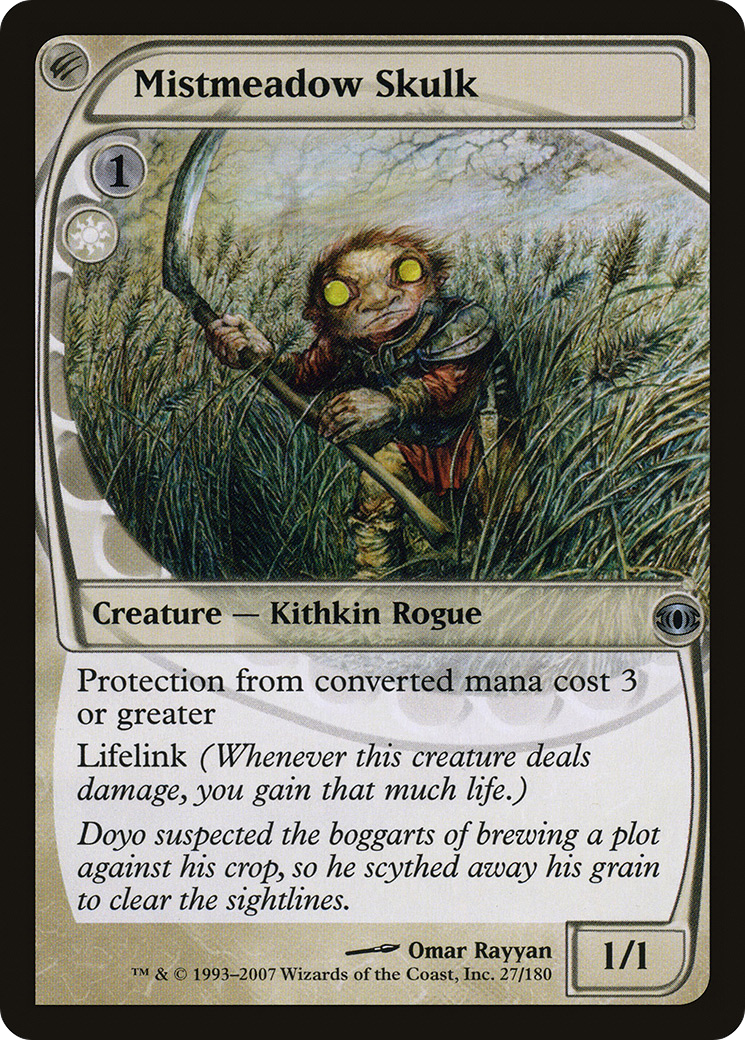 Mistmeadow Skulk
1
Creature — Kithkin Rogue
Protection from converted mana cost 3
or greater
Lifelink (Whenever this creature deals
damage, you gain that much life.)
Doyo suspected the boggarts of brewing a plot
against his crop, so he scythed away his grain
to clear the sightlines.
Omar Rayyan
™ & © 1993–2007 Wizards of the Coast, Inc. 27/180
1/1